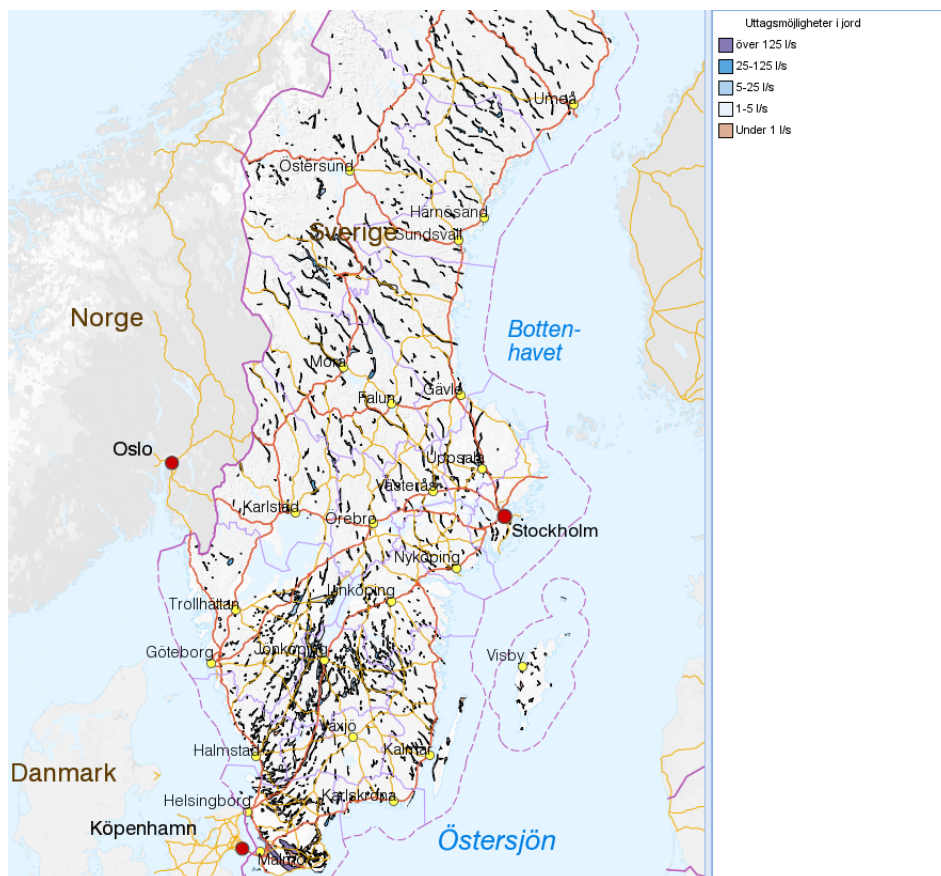 Uttagsmöjligheter i jord
över 125 l/s
25-125 l/s
5-25 l/s
1-5 l/s
Under 1 l/s
Umeå
Östersund
Härnösand
Sverige
Sundsvall
Norge
Botten-
havet
Mora
Gävle
Falun
Oslo
Uppsala
Västerås
Karlstad
Örebro
Stockholm
Nyköping
Linköping
Trollhättan
Göteborg
Jönköping
Visby
Växjö
Halmstad
Kalmar
Danmark
Helsingborg
Karlskrona
Köpenhamn
Östersjön
Malmö